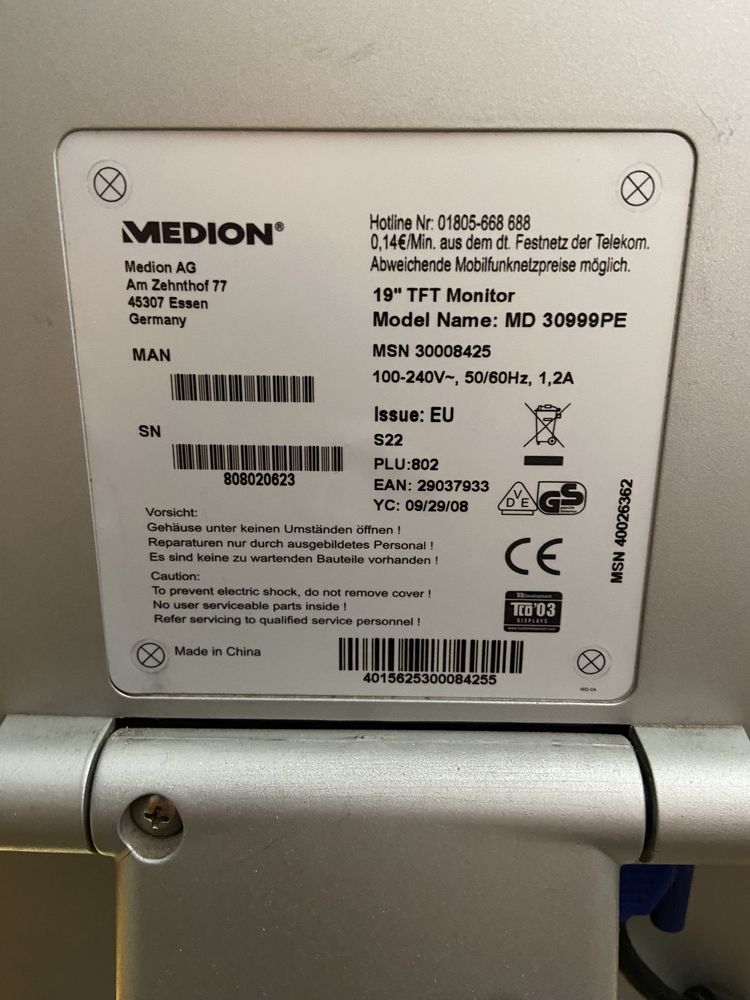 MEDION®
Medion AG
Am Zehnthof 77
45307 Essen
Germany
MAN
SN
808020623
Hotline Nr: 01805-668 688
0,14€/Min. aus dem dt. Festnetz der Telekom.
Abweichende Mobilfunknetzpreise möglich.
19" TFT Monitor
Model Name: MD 30999PE
MSN 30008425
100-240V~, 50/60Hz, 1,2A
Issue: EU
S22
PLU:802
EAN: 29037933
YC: 09/29/08
VDE
GS
CE
TCO'03
DISPLAYS
MSN 40026362
Vorsicht:
Gehäuse unter keinen Umständen öffnen !
Reparaturen nur durch ausgebildetes Personal !
Es sind keine zu wartenden Bauteile vorhanden !
Caution:
To prevent electric shock, do not remove cover !
No user serviceable parts inside !
Refer servicing to qualified service personnel !
Made in China
4015625300084255